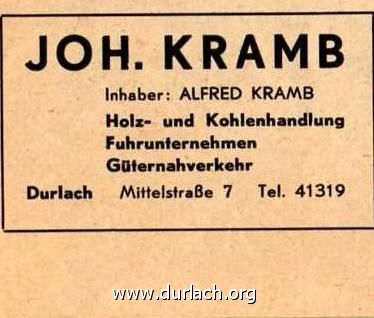 JOH. KRAMB
Inhaber: ALFRED KRAMB
Holz- und Kohlenhandlung
Fuhrunternehmen
Güternahverkehr
Durlach Mittelstraße 7 Tel. 41319
www.durlach.org